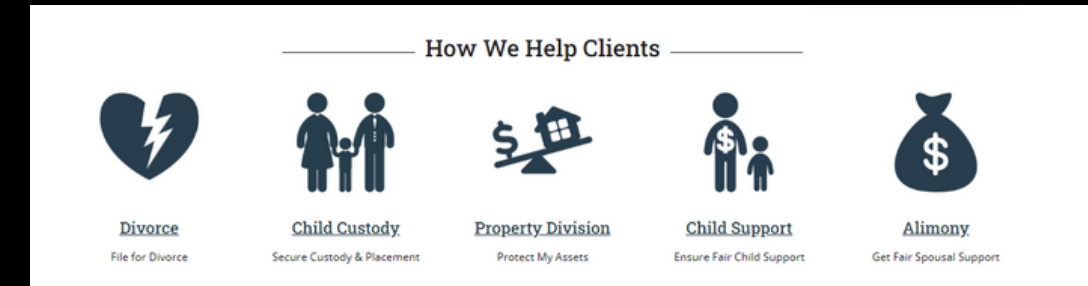 How We Help Clients
$
$
$
Divorce
Child Custody
Property Division
Child Support
Alimony
File for Divorce
Secure Custody & Placement
Protect My Assets
Ensure Fair Child Support
Get Fair Spousal Support